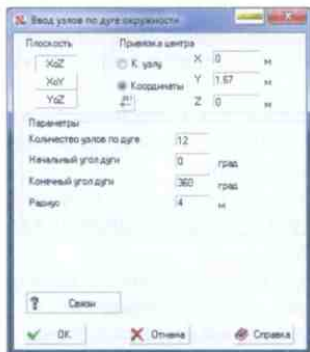 Ввод узлов по дуге окружности
Плоскость
XoZ
XoY
YoZ
Привязка центра
К узлу
Координаты
X 0 м
Y 1.67 м
Z 0 м
Параметры
Количество узлов по дуге 12
Начальный угол дуги 0 град
Конечный угол дуги 360 град
Радиус 4 м
? Связи
OK
Отмена
Справка